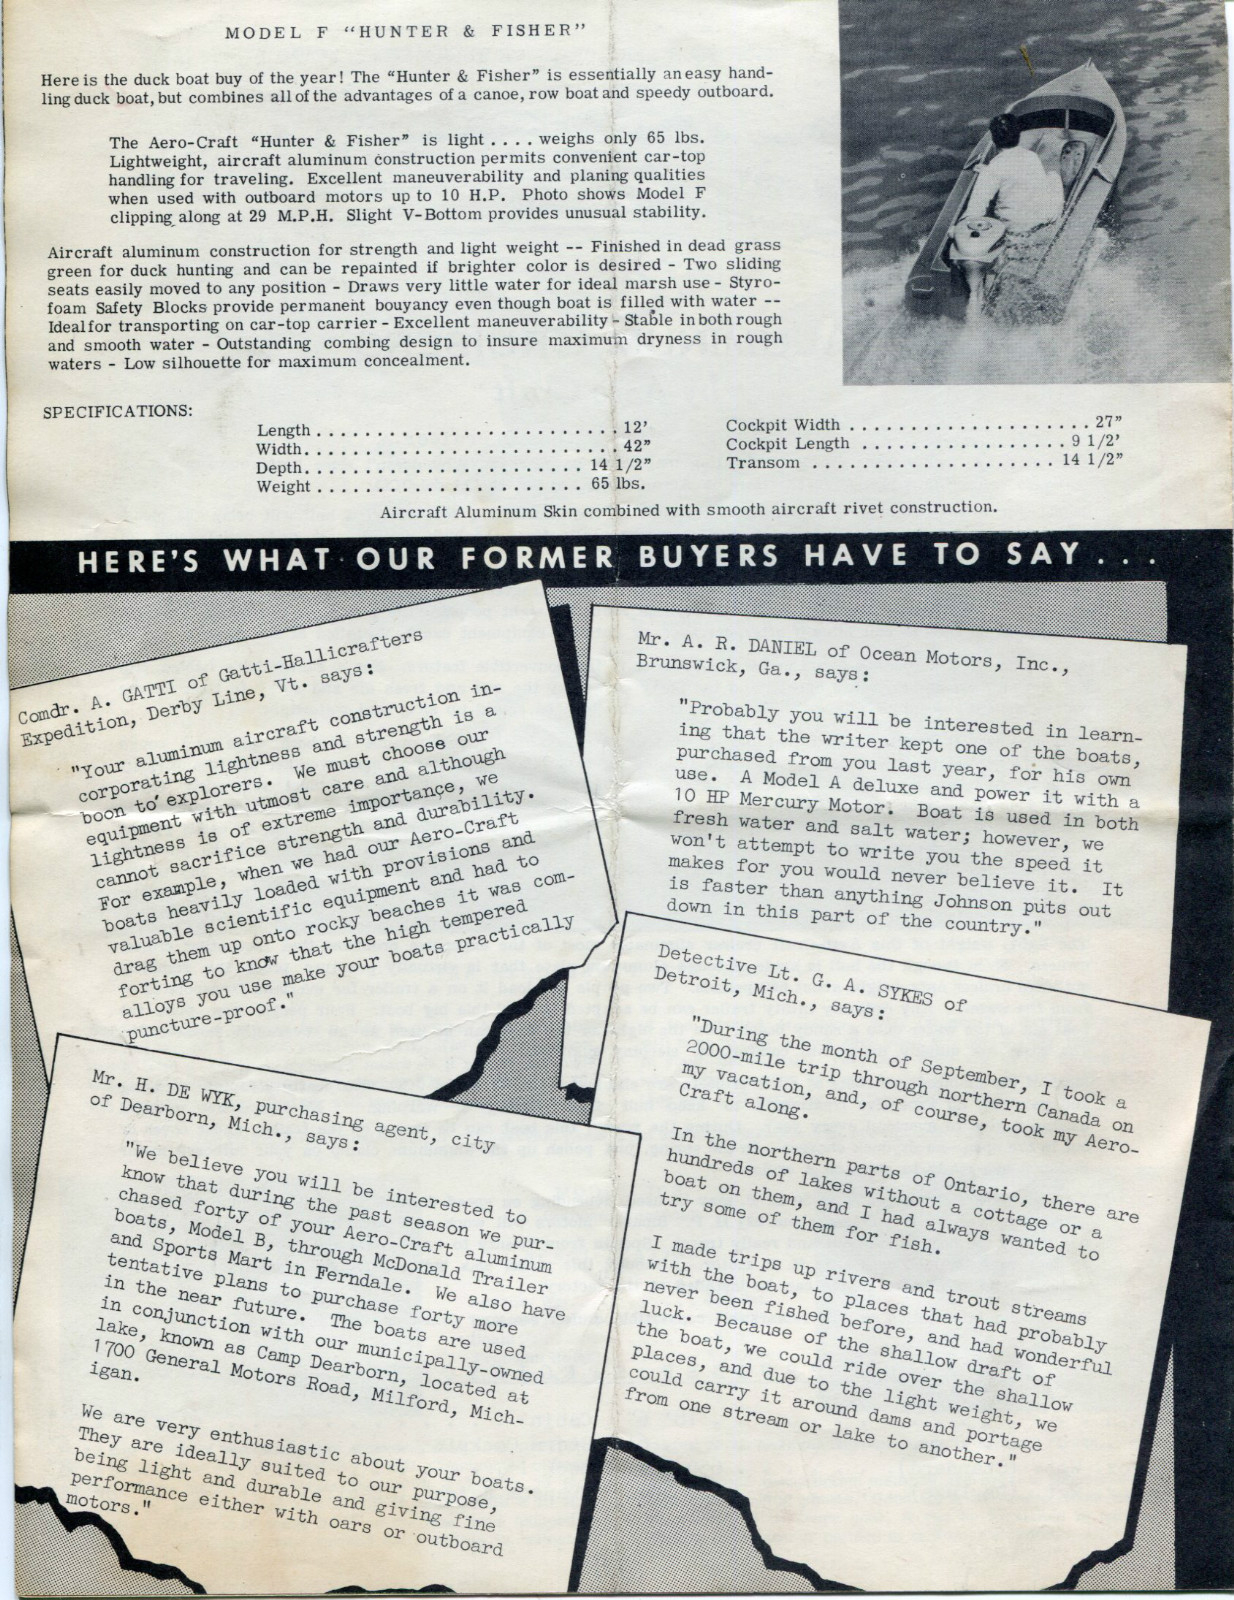 MODEL F “HUNTER & FISHER”
Here is the duck boat buy of the year! The “Hunter & Fisher” is essentially an easy hand-
ling duck boat, but combines all of the advantages of a canoe, row boat and speedy outboard.
The Aero-Craft “Hunter & Fisher” is light . . . . weighs only 65 lbs.
Lightweight, aircraft aluminum construction permits convenient car-top
handling for traveling. Excellent maneuverability and planing qualities
when used with outboard motors up to 10 H.P. Photo shows Model F
clipping along at 29 M.P.H. Slight V-Bottom provides unusual stability.
Aircraft aluminum construction for strength and light weight -- Finished in dead grass
green for duck hunting and can be repainted if brighter color is desired - Two sliding
seats easily moved to any position - Draws very little water for ideal marsh use - Styro-
foam Safety Blocks provide permanent bouyancy even though boat is filled with water --
Ideal for transporting on car-top carrier - Excellent maneuverability - Stable in both rough
and smooth water - Outstanding combing design to insure maximum dryness in rough
waters - Low silhouette for maximum concealment.
SPECIFICATIONS:
Length . . . . . . . . . . . . . . . . . . . . . . . . . 12’
Width. . . . . . . . . . . . . . . . . . . . . . . . . . 42”
Depth. . . . . . . . . . . . . . . . . . . . . . . . 14 1/2”
Weight . . . . . . . . . . . . . . . . . . . . . . . 65 lbs.
Cockpit Width . . . . . . . . . . . . . . . . . . . . 27”
Cockpit Length . . . . . . . . . . . . . . . . . 9 1/2’
Transom . . . . . . . . . . . . . . . . . . . . 14 1/2”
Aircraft Aluminum Skin combined with smooth aircraft rivet construction.
HERE'S WHAT OUR FORMER BUYERS HAVE TO SAY . . .
Comdr. A. GATTI of Gatti-Hallicrafters
Expedition, Derby Line, Vt. says:
"Your aluminum aircraft construction in-
corporating lightness and strength is a
boon to explorers. We must choose our
equipment with utmost care and although
lightness is of extreme importance, we
cannot sacrifice strength and durability.
For example, when we had our Aero-Craft
boats heavily loaded with provisions and
valuable scientific equipment and had to
drag them up onto rocky beaches it was com-
forting to know that the high tempered
alloys you use make your boats practically
puncture-proof."
Mr. A. R. DANIEL of Ocean Motors, Inc.,
Brunswick, Ga., says:
"Probably you will be interested in learn-
ing that the writer kept one of the boats,
purchased from you last year, for his own
use. A Model A deluxe and power it with a
10 HP Mercury Motor. Boat is used in both
fresh water and salt water; however, we
won't attempt to write you the speed it
makes for you would never believe it. It
is faster than anything Johnson puts out
down in this part of the country."
Detective Lt. G. A. SYKES of
Detroit, Mich., says:
"During the month of September, I took a
2000-mile trip through northern Canada on
my vacation, and, of course, took my Aero-
Craft along.
In the northern parts of Ontario, there are
hundreds of lakes without a cottage or a
boat on them, and I had always wanted to
try some of them for fish.
I made trips up rivers and trout streams
with the boat, to places that had probably
never been fished before, and had wonderful
luck. Because of the shallow draft of
the boat, we could ride over the shallow
places, and due to the light weight, we
could carry it around dams and portage
from one stream or lake to another."
Mr. H. DE WYK, purchasing agent, city
of Dearborn, Mich., says:
"We believe you will be interested to
know that during the past season we pur-
chased forty of your Aero-Craft aluminum
boats, Model B, through McDonald Trailer
and Sports Mart in Ferndale. We also have
tentative plans to purchase forty more
in the near future. The boats are used
in conjunction with our municipally-owned
lake, known as Camp Dearborn, located at
1700 General Motors Road, Milford, Mich-
igan.
We are very enthusiastic about your boats.
They are ideally suited to our purpose,
being light and durable and giving fine
performance either with oars or outboard
motors."